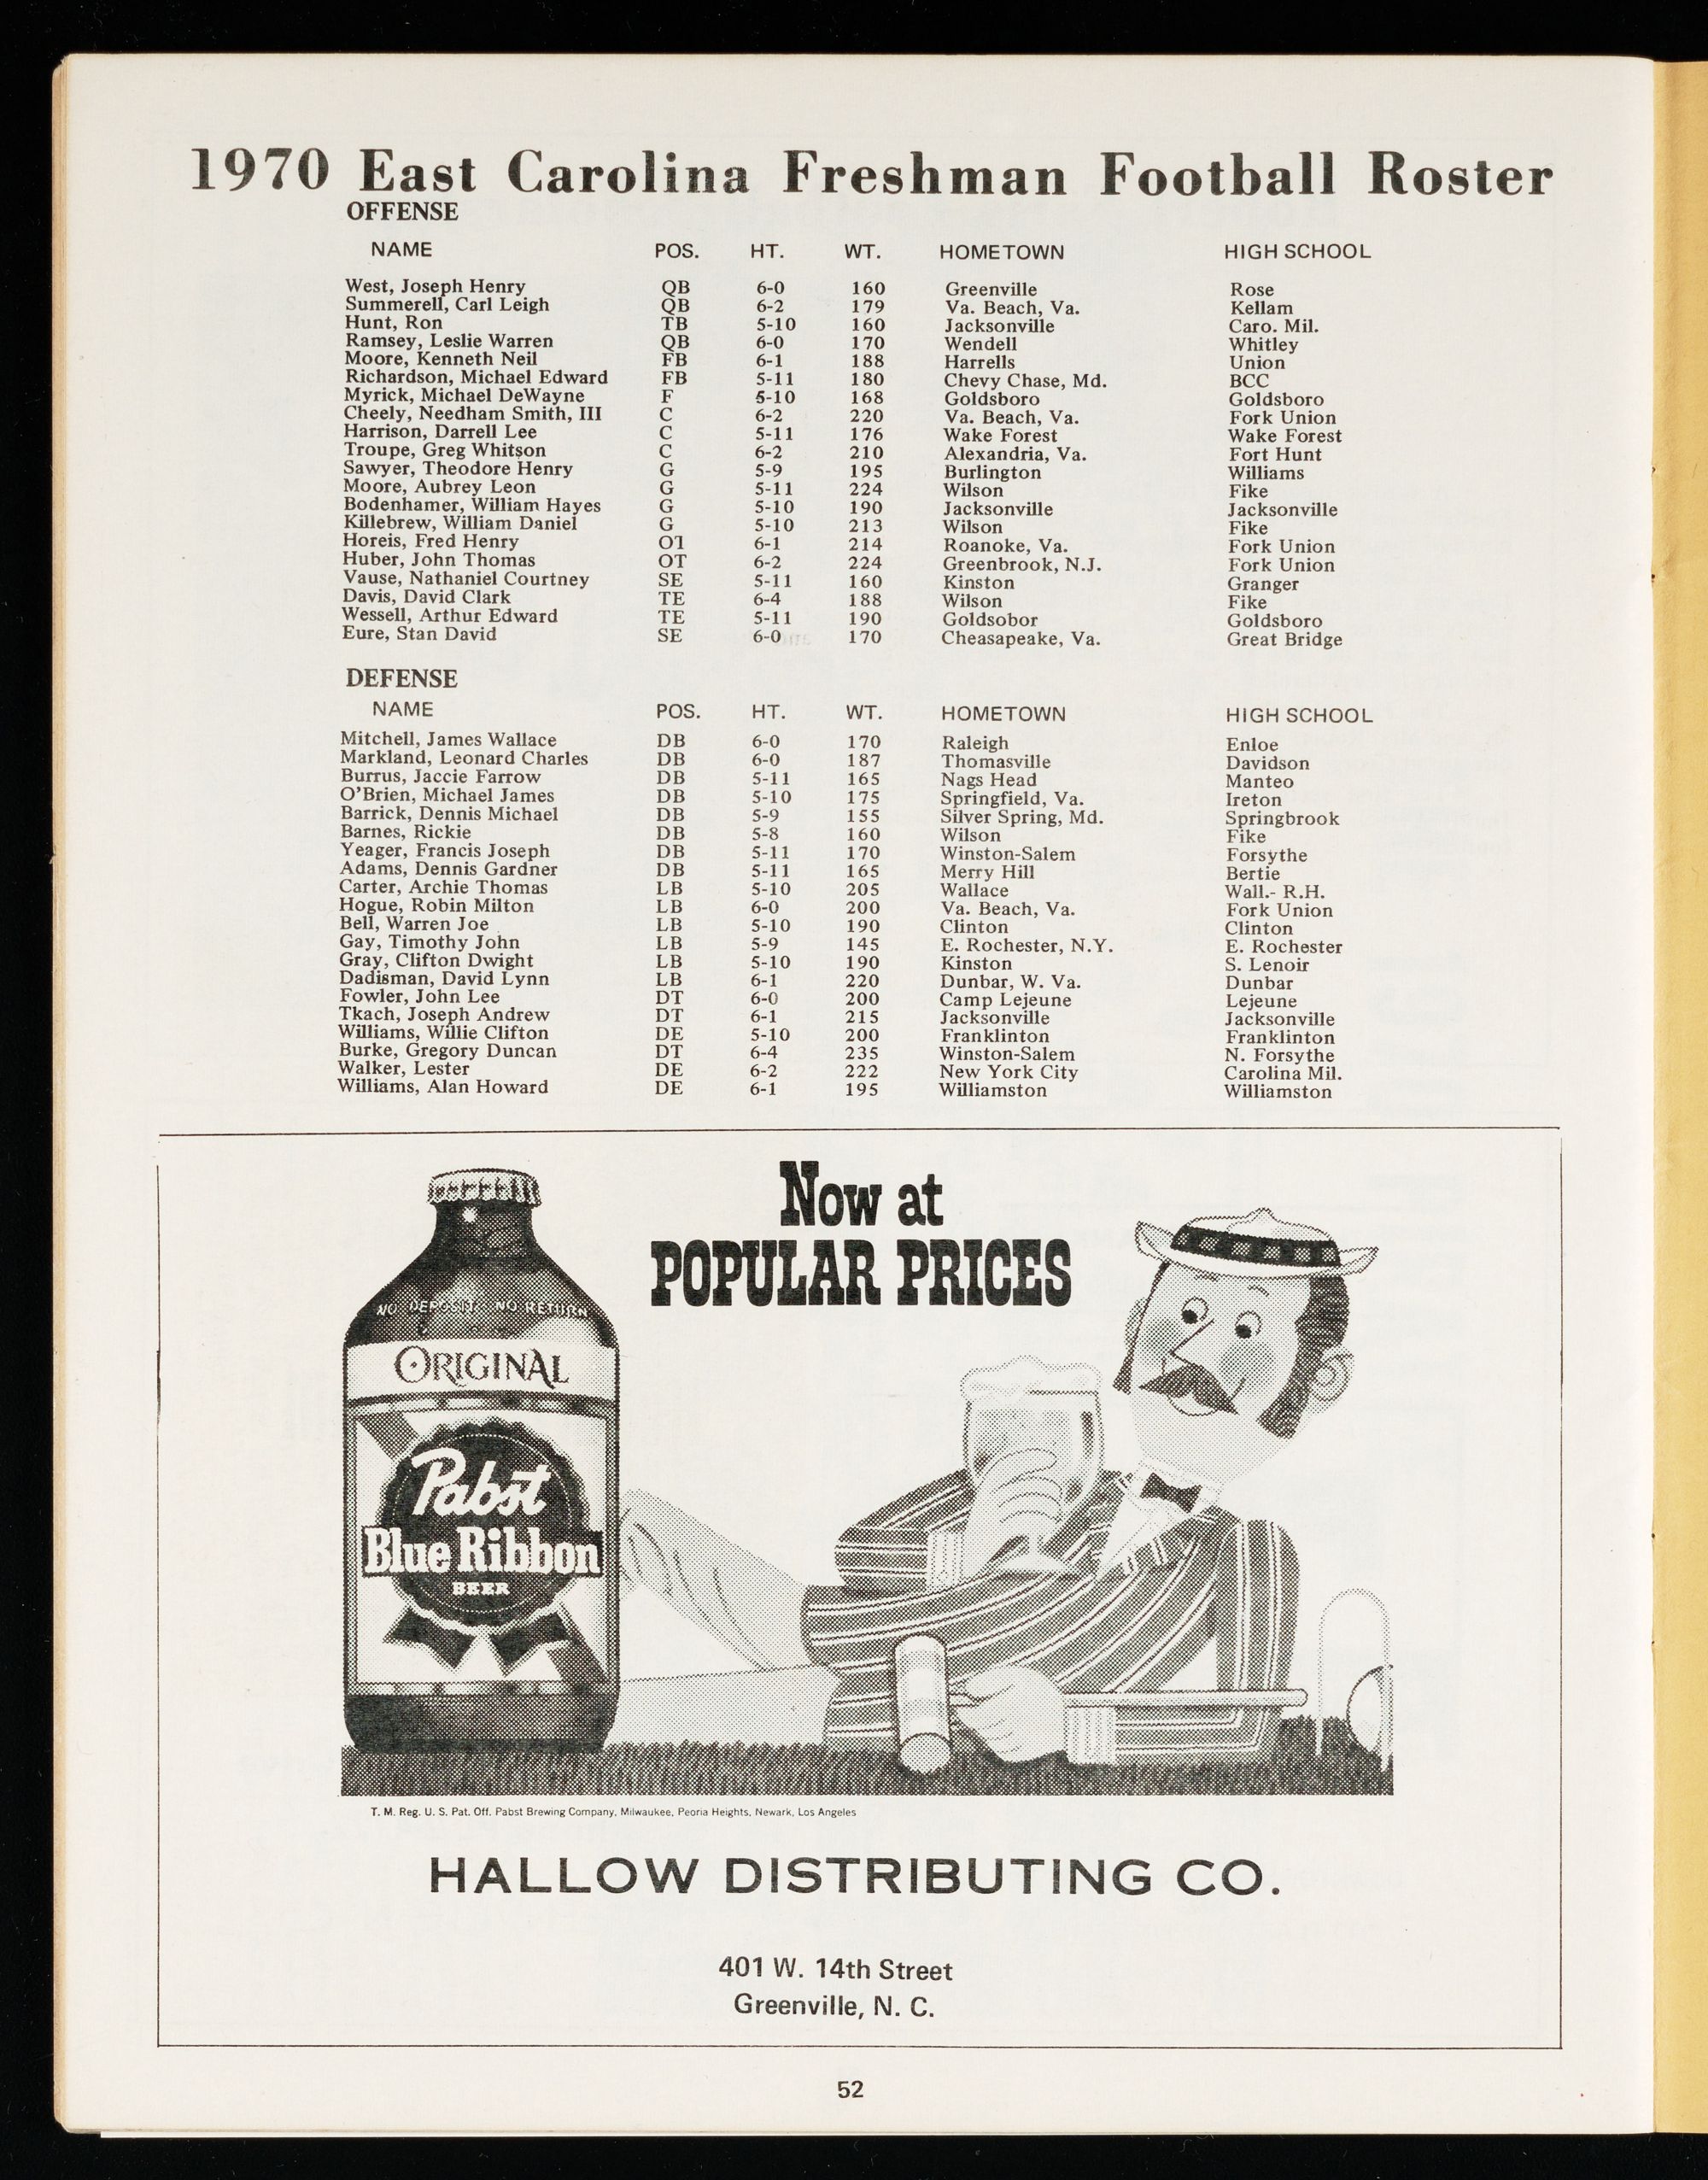 1970 East Carolina Freshman Football Roster
OFFENSE
NAME POS. HT. WT. HOMETOWN HIGH SCHOOL
West, Joseph Henry QB 6-0 160 Greenville Rose
Summerell, Carl Leigh QB 6-2 179 Va. Beach, Va. Kellam
Hunt, Ron TB 5-10 160 Jacksonville Caro. Mil.
Ramsey, Leslie Warren QB 6-0 170 Wendell Whitley
Moore, Kenneth Neil FB 6-1 188 Harrells Union
Richardson, Michael Edward FB 5-11 180 Chevy Chase, Md. BCC
Myrick, Michael DeWayne F 5-10 168 Goldsboro Goldsboro
Cheely, Needham Smith, III C 6-2 220 Va. Beach, Va. Fork Union
Harrison, Darrell Lee C 5-11 176 Wake Forest Wake Forest
Troupe, Greg Whitson C 6-2 210 Alexandria, Va. Fort Hunt
Sawyer, Theodore Henry G 5-9 195 Burlington Williams
Moore, Aubrey Leon G 5-11 224 Wilson Fike
Bodenhamer, William Hayes G 5-10 190 Jacksonville Jacksonville
Killebrew, William Daniel G 5-10 213 Wilson Fike
Horeis, Fred Henry OT 6-1 214 Roanoke, Va. Fork Union
Huber, John Thomas OT 6-2 224 Greenbrook, N.J. Fork Union
Vause, Nathaniel Courtney SE 5-11 160 Kinston Granger
Davis, David Clark TE 6-4 188 Wilson Fike
Wessell, Arthur Edward TE 5-11 190 Goldsobor Goldsboro
Eure, Stan David SE 6-0 170 Cheasapeake, Va. Great Bridge
DEFENSE
NAME POS. HT. WT. HOMETOWN HIGH SCHOOL
Mitchell, James Wallace DB 6-0 170 Raleigh Enloe
Markland, Leonard Charles DB 6-0 187 Thomasville Davidson
Burrus, Jaccie Farrow DB 5-11 165 Nags Head Manteo
O'Brien, Michael James DB 5-10 175 Springfield, Va. Ireton
Barrick, Dennis Michael DB 5-9 155 Silver Spring, Md. Springbrook
Barnes, Rickie DB 5-8 160 Wilson Fike
Yeager, Francis Joseph DB 5-11 170 Winston-Salem Forsythe
Adams, Dennis Gardner DB 5-11 165 Merry Hill Bertie
Carter, Archie Thomas LB 5-10 205 Wallace Wall.- R.H.
Hogue, Robin Milton LB 6-0 200 Va. Beach, Va. Fork Union
Bell, Warren Joe LB 5-10 190 Clinton Clinton
Gay, Timothy John LB 5-9 145 E. Rochester, N.Y. E. Rochester
Gray, Clifton Dwight LB 5-10 190 Kinston S. Lenoir
Dadisman, David Lynn LB 6-1 220 Dunbar, W. Va. Dunbar
Fowler, John Lee DT 6-0 200 Camp Lejeune Lejeune
Tkach, Joseph Andrew DT 6-1 215 Jacksonville Jacksonville
Williams, Willie Clifton DE 5-10 200 Franklinton Franklinton
Burke, Gregory Duncan DT 6-4 235 Winston-Salem N. Forsythe
Walker, Lester DE 6-2 222 New York City Carolina Mil.
Williams, Alan Howard DE 6-1 195 Williamston Williamston
Now at
POPULAR PRICES
NO DEPOSIT · NO RETURN
ORIGINAL
Pabst
Blue Ribbon
BEER
T. M. Reg. U. S. Pat. Off. Pabst Brewing Company, Milwaukee, Peoria Heights, Newark, Los Angeles
HALLOW DISTRIBUTING CO.
401 W. 14th Street
Greenville, N. C.
52